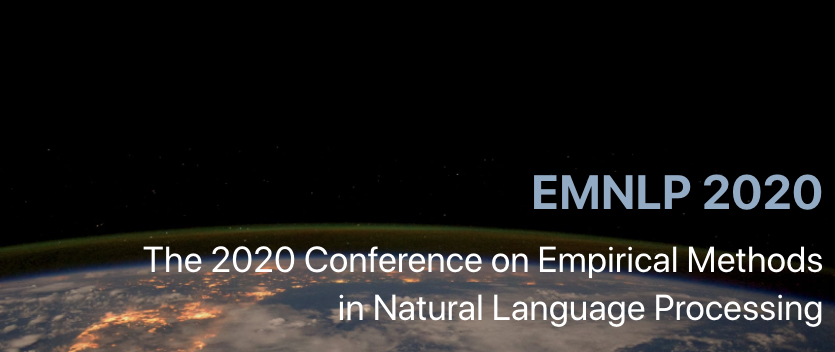 EMNLP 2020
The 2020 Conference on Empirical Methods
in Natural Language Processing